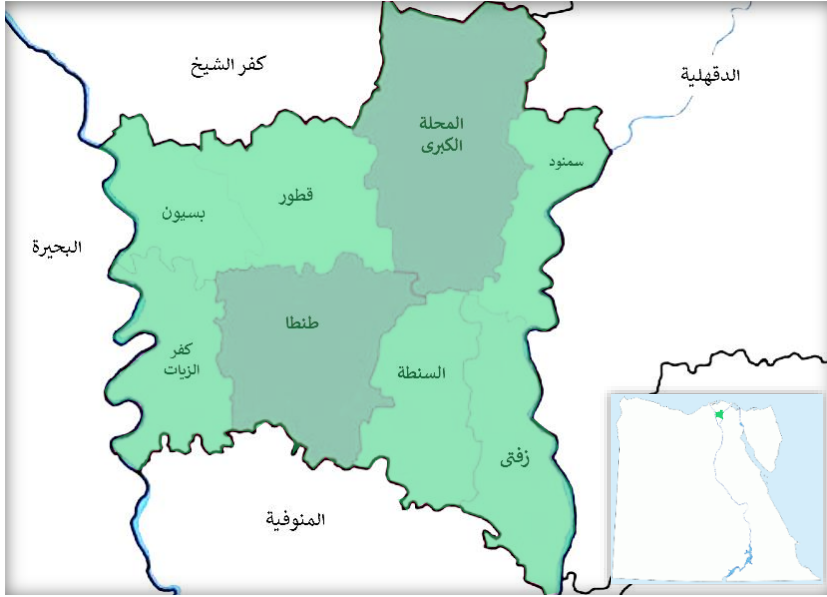 كفر الشيخ
الدقهلية
المحلة
الكبرى
سمنود
قطور
بسيون
البحيرة
طنطا
كفر
الزيات
السنطة
زفتى
المنوفية